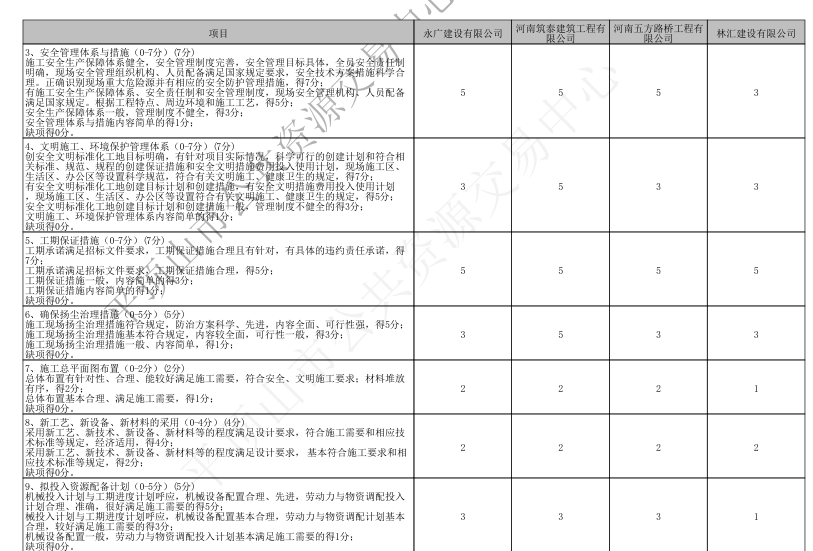 项目 永广建设有限公司 河南筑泰建筑工程有限公司 河南五方路桥工程有限公司 林汇建设有限公司
3、安全管理体系与措施（0-7分）(7分)
施工安全生产保障体系健全，安全管理制度完善，安全管理目标具体，全员安全责任制
明确，现场安全管理组织机构、人员配备满足国家规定要求，安全技术方案措施科学合
理。正确识别现场重大危险源并有相应的安全防护管理措施，得7分；
有施工安全生产保障体系、安全责任制和安全管理制度，现场安全管理机构、人员配备
满足国家规定。根据工程特点、周边环境和施工工艺，得5分；
安全生产保障体系一般，管理制度不健全，得3分；
安全管理体系与措施内容简单的得1分；
缺项得0分。
5 5 5 3
4、文明施工、环境保护管理体系（0-7分）(7分)
创安全文明标准化工地目标明确，有针对项目实际情况、科学可行的创建计划和符合相
关标准、规范、规程的创建保证措施和安全文明措施费用投入使用计划，现场施工区、
生活区、办公区等设置科学规范，符合有关文明施工、健康卫生的规定，得7分；
有安全文明标准化工地创建目标计划和创建措施、有安全文明措施费用投入使用计划
，现场施工区、生活区、办公区等设置符合有关文明施工、健康卫生的规定，得5分；
安全文明标准化工地创建目标计划和创建措施一般，管理制度不健全的得3分；
文明施工、环境保护管理体系内容简单的得1分；
缺项得0分。
3 5 3 3
5、工期保证措施（0-7分）(7分)
工期承诺满足招标文件要求，工期保证措施合理且有针对，有具体的违约责任承诺，得
7分；
工期承诺满足招标文件要求、工期保证措施合理，得5分；
工期保证措施一般，内容简单的得3分；
工期保证措施内容简单的得1分；
缺项得0分。
5 5 5 5
6、确保扬尘治理措施（0-5分）(5分)
施工现场扬尘治理措施符合规定，防治方案科学、先进，内容全面、可行性强，得5分；
施工现场扬尘治理措施基本符合规定，内容较全面，可行性一般，得3分；
施工现场扬尘治理措施一般、内容简单，得1分；
缺项得0分。
3 5 3 3
7、施工总平面图布置（0-2分）(2分)
总体布置有针对性、合理、能较好满足施工需要，符合安全、文明施工要求；材料堆放
有序，得2分；
总体布置基本合理、满足施工需要，得1分；
缺项得0分。
2 2 2 1
8、新工艺、新设备、新材料的采用（0-4分）(4分)
采用新工艺、新技术、新设备、新材料等的程度满足设计要求，符合施工需要和相应技
术标准等规定，经济适用，得4分；
采用新工艺、新技术、新设备、新材料等的程度满足设计要求， 基本符合施工要求和相
应技术标准等规定，得2分；
缺项得0分。
2 2 2 2
9、拟投入资源配备计划（0-5分）(5分)
机械投入计划与工期进度计划呼应，机械设备配置合理、先进，劳动力与物资调配投入
计划合理、准确，很好满足施工需要的得5分；
械投入计划与工期进度计划呼应，机械设备配置基本合理，劳动力与物资调配计划基本
合理，较好满足施工需要的得3分；
机械设备配置一般，劳动力与物资调配投入计划基本满足施工需要的得1分；
缺项得0分。
3 3 3 1
平顶山市公共资源交易中心
平顶山市公共资源交易中心